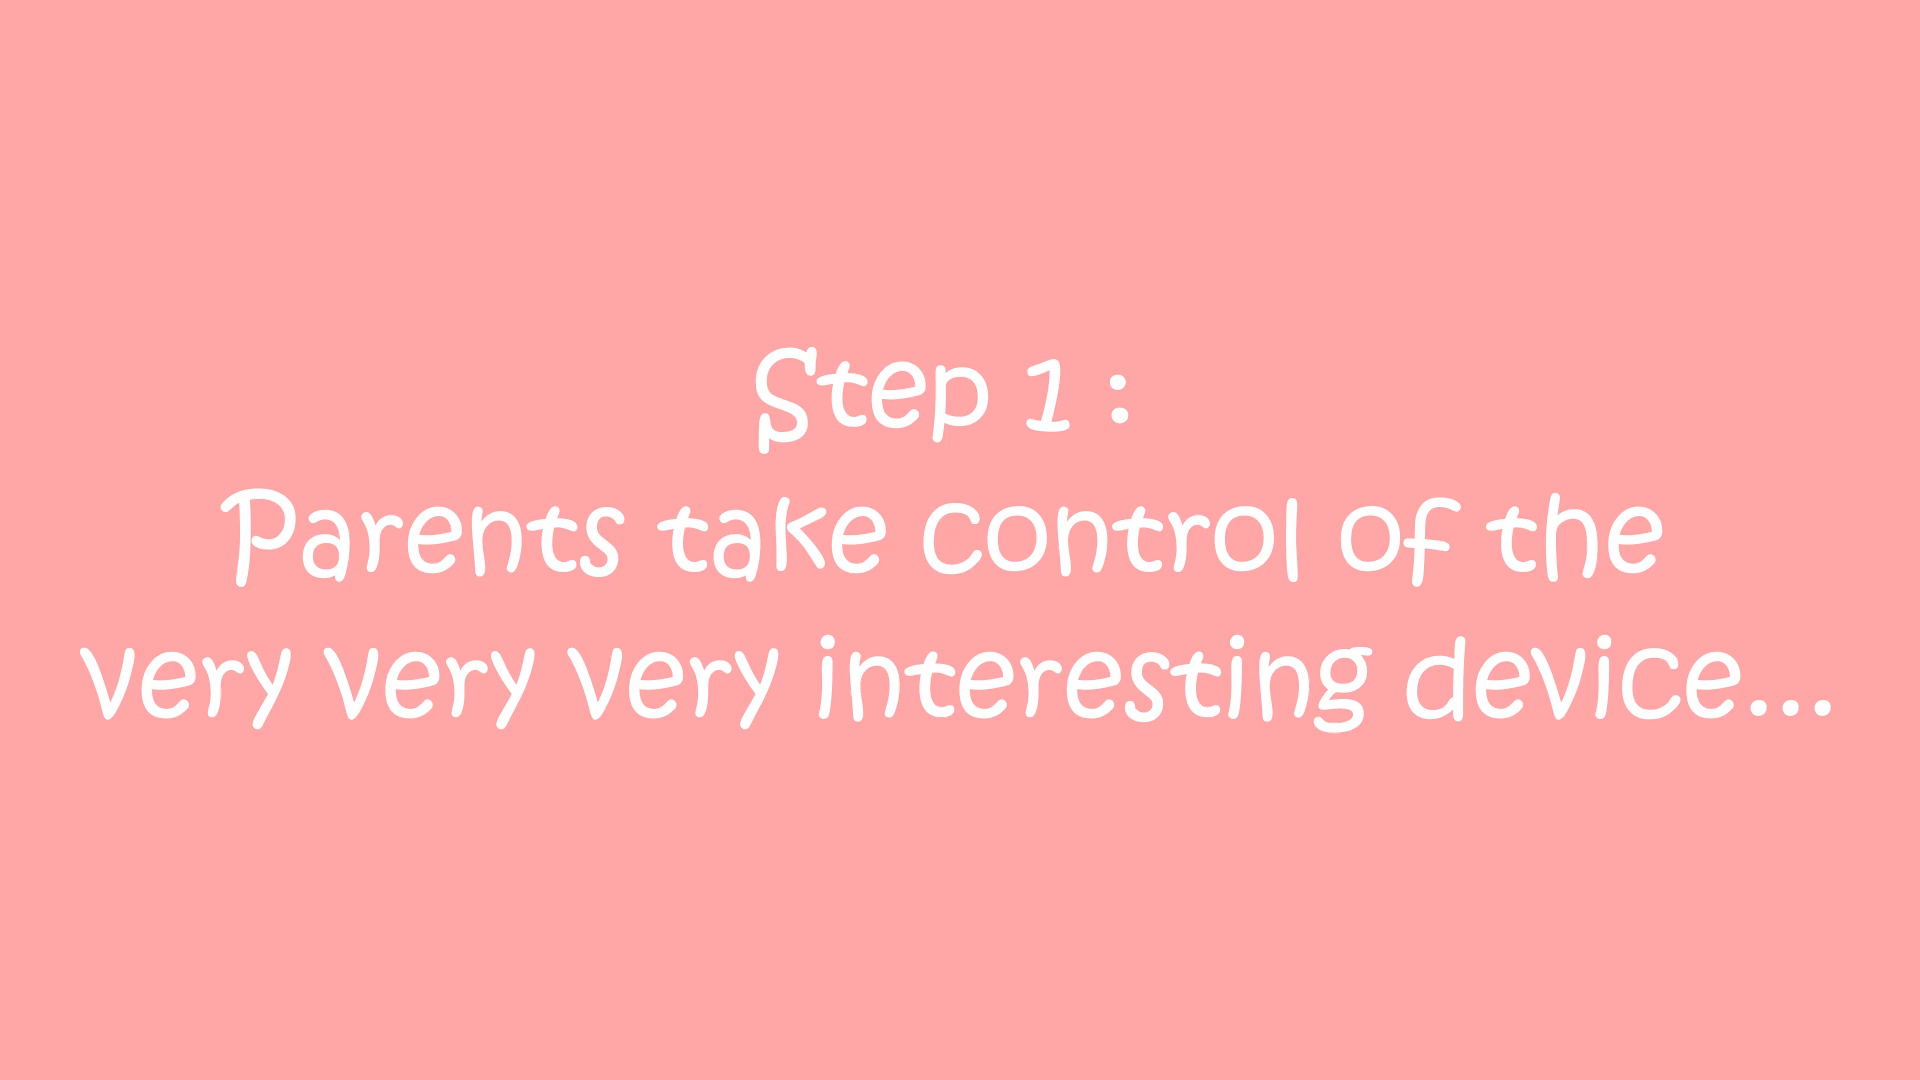 Step 1 :
Parents take control of the
very very very interesting device...